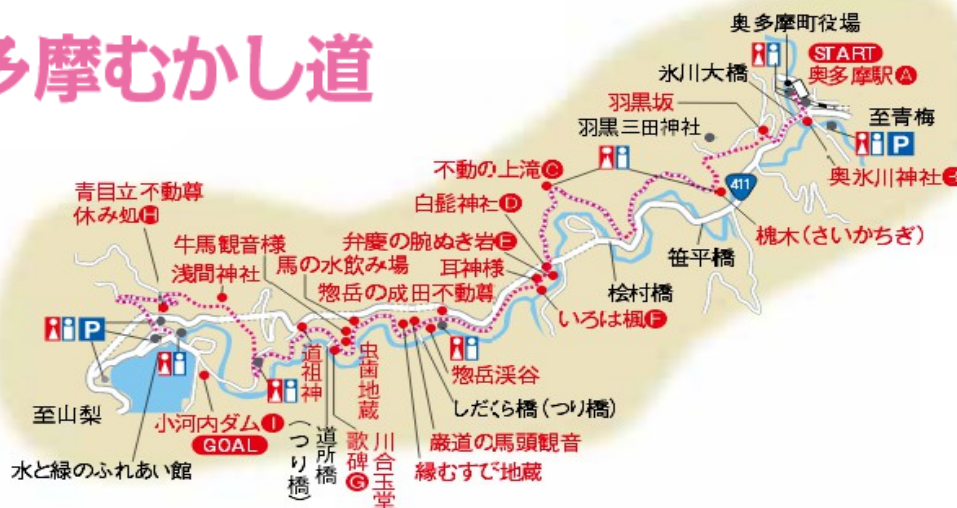 多摩むかし道
奥多摩町役場
START
奥多摩駅A
氷川大橋
羽黒坂
羽黒三田神社
至青梅
P
奥氷川神社B
411
槐木(さいかちぎ)
笹平橋
桧村橋
不動の上滝C
白髭神社D
弁慶の腕ぬき岩E
耳神様
いろは楓F
惣岳の成田不動尊
馬の水飲み場
牛馬観音様
浅間神社
青目立不動尊
休み処H
P
惣岳渓谷
しだくら橋(つり橋)
巌道の馬頭観音
縁むすび地蔵
虫歯地蔵
川合玉堂
歌碑G
道所橋
(つり橋)
道祖神
小河内ダムI
GOAL
至山梨
水と緑のふれあい館